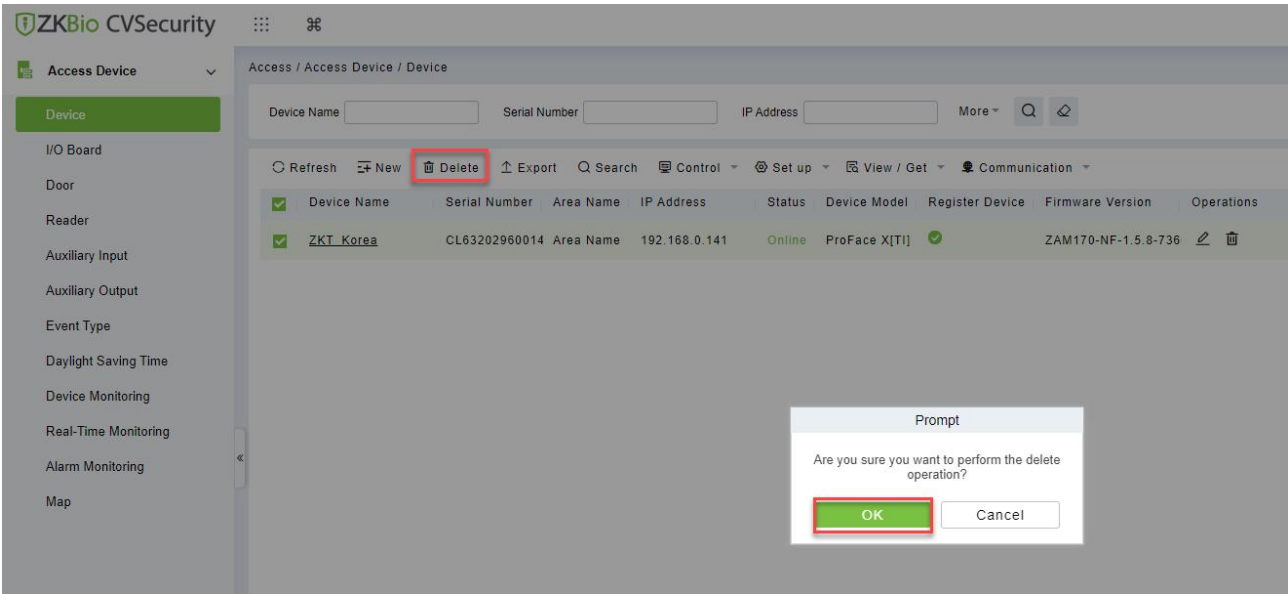 ZKBio CVSecurity
Access Device
Access / Access Device / Device
Device
Device Name Serial Number IP Address More
I/O Board
Refresh New Delete Export Search Control Set up View / Get Communication
Door
Device Name Serial Number Area Name IP Address Status Device Model Register Device Firmware Version Operations
Reader
ZKT_Korea CL63202960014 Area Name 192.168.0.141 Online ProFace X[TI] ZAM170-NF-1.5.8-736
Auxiliary Input
Auxiliary Output
Event Type
Daylight Saving Time
Device Monitoring
Real-Time Monitoring
Alarm Monitoring
Map
Prompt
Are you sure you want to perform the delete
operation?
OK Cancel